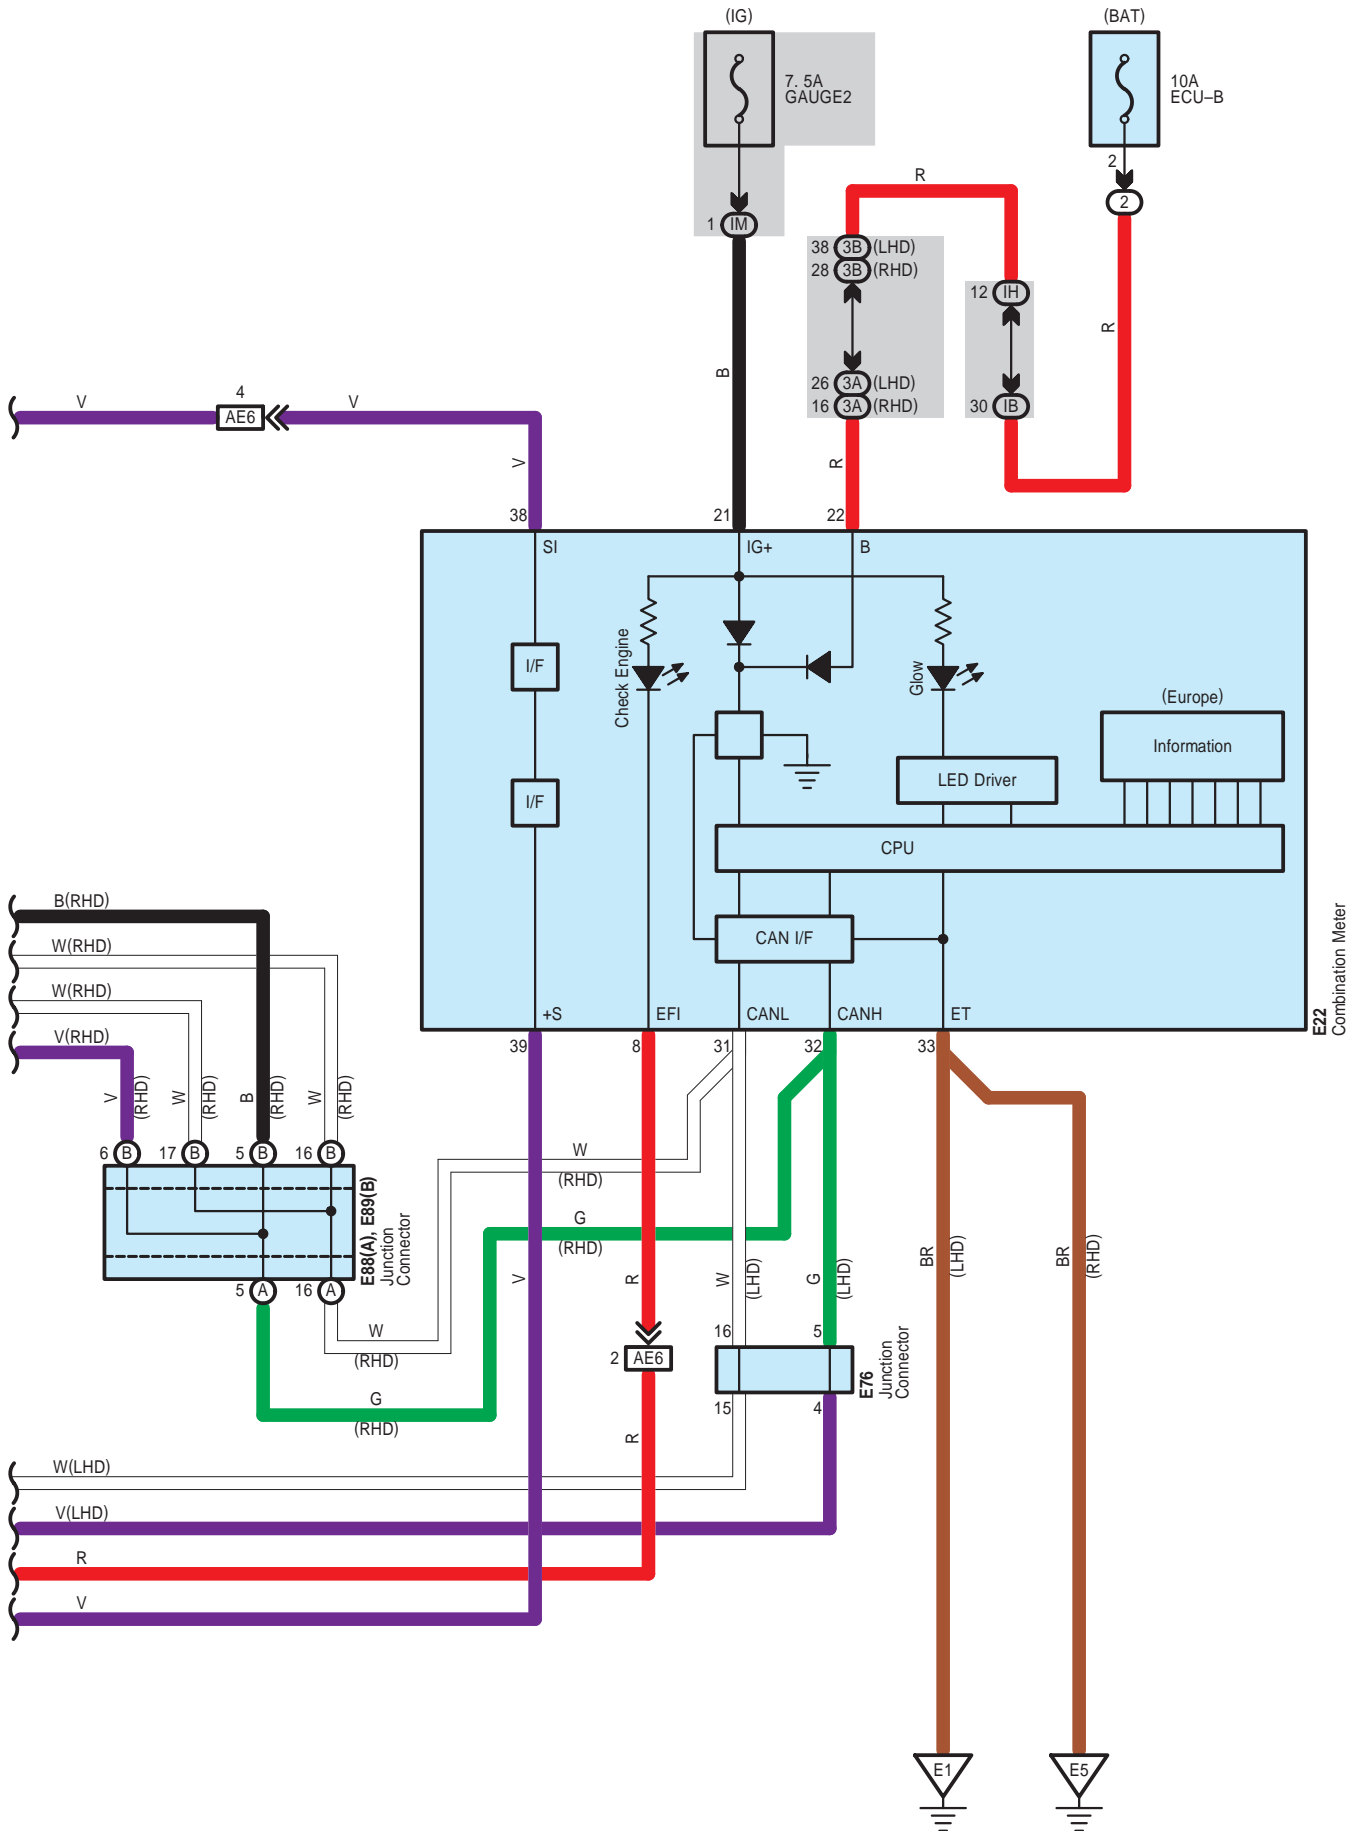 (IG)
(BAT)
7. 5A
GAUGE2
10A
ECU–B
2
2
1 IM
R
38 3B (LHD)
28 3B (RHD)
12 IH
R
B
26 3A (LHD)
16 3A (RHD)
30 IB
V
4
AE6
V
V
R
38
21
22
SI
IG+
B
I/F
Check Engine
Glow
(Europe)
Information
I/F
LED Driver
CPU
CAN I/F
+S
EFI
CANL
CANH
ET
E22
Combination Meter
39
8
31
32
33
B(RHD)
W(RHD)
W(RHD)
V(RHD)
V
(RHD)
W
(RHD)
B
(RHD)
W
(RHD)
6 B
17 B
5 B
16 B
E88(A), E89(B)
Junction
Connector
5 A
16 A
W
(RHD)
G
(RHD)
W
(RHD)
G
(RHD)
V
R
W
(LHD)
G
(LHD)
BR
(LHD)
BR
(RHD)
16
5
2 AE6
E76
Junction
Connector
15
4
R
W(LHD)
V(LHD)
R
V
E1
E5